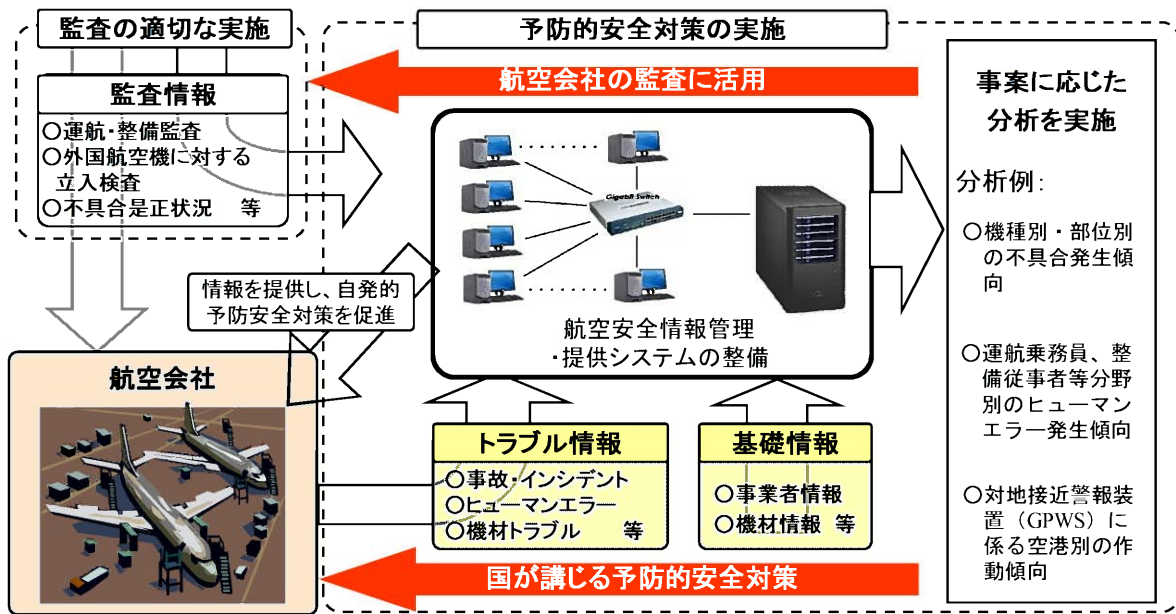 監査の適切な実施
監査情報
○運航・整備監査
○外国航空機に対する
立入検査
○不具合是正状況　等
予防的安全対策の実施
航空会社の監査に活用
Gigabit Switch
航空安全情報管理
・提供システムの整備
情報を提供し、自発的
予防安全対策を促進
航空会社
トラブル情報
○事故・インシデント
○ヒューマンエラー
○機材トラブル　　等
基礎情報
○事業者情報
○機材情報 等
国が講じる予防的安全対策
事案に応じた
分析を実施
分析例：
○機種別・部位別
の不具合発生傾
向
○運航乗務員、整
備従事者等分野
別のヒューマン
エラー発生傾向
○対地接近警報装
置（GPWS）に
係る空港別の作
動傾向